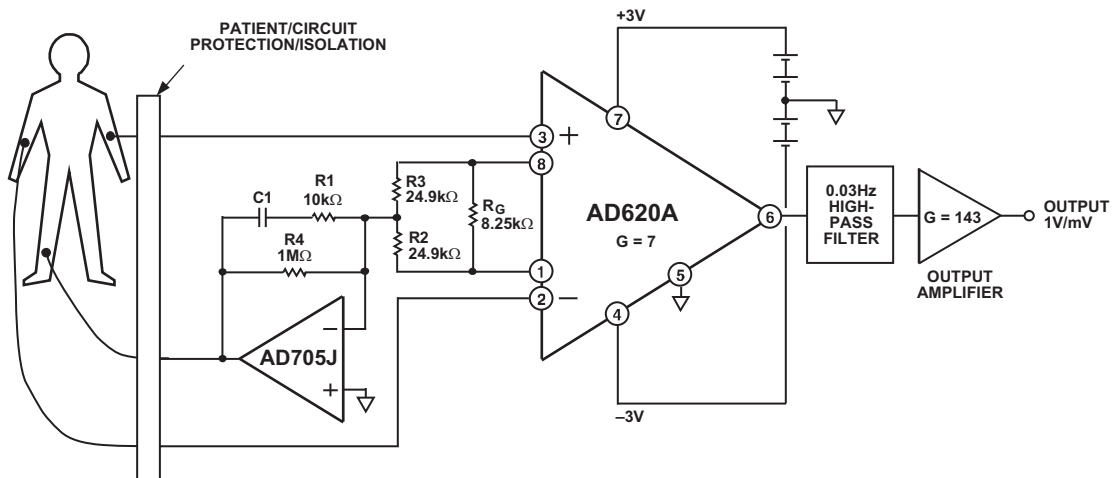 PATIENT/CIRCUIT
PROTECTION/ISOLATION
+3V
3
+
8
7
C1
R1
10kΩ
R3
24.9kΩ
RG
8.25kΩ
R4
1MΩ
R2
24.9kΩ
AD620A
G = 7
6
0.03Hz
HIGH-
PASS
FILTER
G = 143
OUTPUT
1V/mV
OUTPUT
AMPLIFIER
1
2
–
5
4
–
AD705J
+
–3V